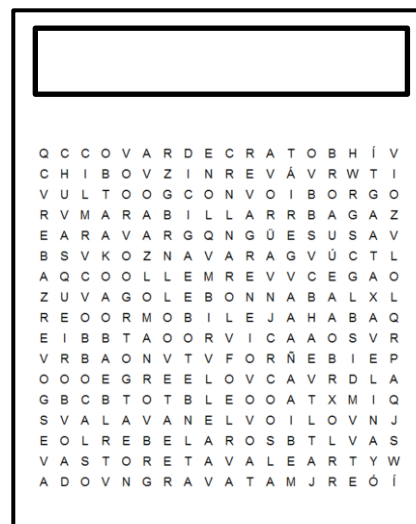 Q C C O V A R D E C R A T O B H Í V
C H I B O V Z I N R E V Á V R W T I
V U L T O O G C O N V O I B O R G O
R V M A R A B I L L A R R B A G A Z
E A R A V A R G Q N G Ü E S U S A V
B S V K O Z N A V A R A G V Ú C T L
A Q C O O L L E M R E V V C E G A O
Z U V A G O L E B O N N A B A L X L
R E O O R M O B I L E J A H A B A Q
E I B B T A O O R V I C A A O S V R
V R B A O N V T V F O R Ñ E B I E P
O O O E G R E E L O V C A V R D L A
G B C B T O T B L E O O A T X M I Q
S V A L A V A N E L V O I L O V N J
E O L R E B E L A R O S B T L V A S
V A S T O R E T A V A L E A R T Y W
A D O V N G R A V A T A M J R E Ó Í